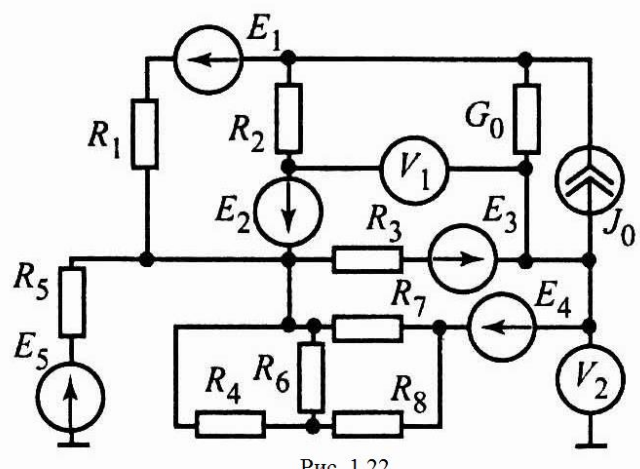 E₁
R₁
R₂
G₀
V₁
E₂
R₃
E₃
J₀
R₅
R₇
E₄
E₅
R₄
R₆
R₈
V₂
Рис. 1.22